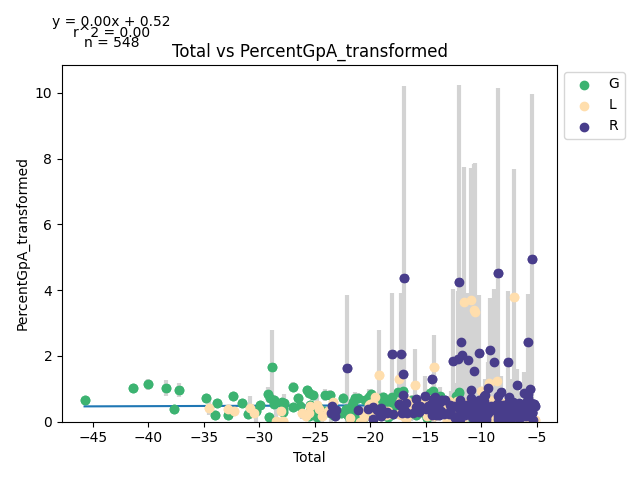 y = 0.00x + 0.52
r^2 = 0.00
n = 548
Total vs PercentGpA_transformed
G
L
R
PercentGpA_transformed
10
8
6
4
2
0
−45
−40
−35
−30
−25
−20
−15
−10
−5
Total